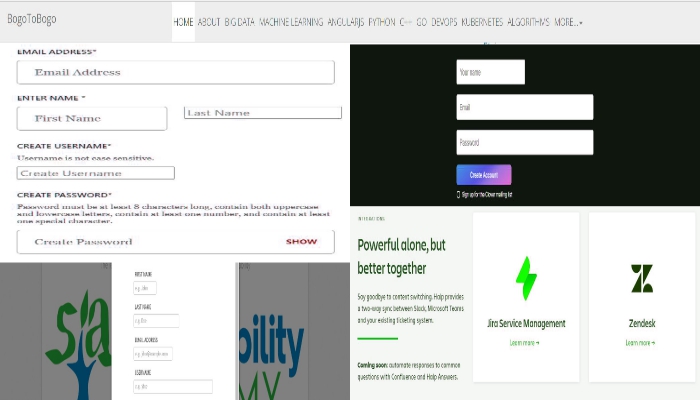 BogoToBogo
HOME ABOUT BIG DATA MACHINE LEARNING ANGULARJS PYTHON C++ GO DEVOPS KUBERNETES ALGORITHMS MORE...
EMAIL ADDRESS*
Email Address
ENTER NAME *
First Name
Last Name
CREATE USERNAME*
Username is not case sensitive.
Create Username
CREATE PASSWORD*
Password must be at least 8 characters long, contain both uppercase
and lowercase letters, contain at least one number, and contain at least
one special character.
Create Password SHOW
Your name
Email
Password
Create Account
Sign up for the Clover mailing list
FIRST NAME
LAST NAME
EMAIL ADDRESS
USERNAME
bility
MY
INTEGRATIONS
Powerful alone, but
better together
Say goodbye to context switching. Halp provides
a two-way sync between Slack, Microsoft Teams
and your existing ticketing system.
Coming soon: automate responses to common
questions with Confluence and Halp Answers.
Jira Service Management
Learn more →
Zendesk
Learn more →